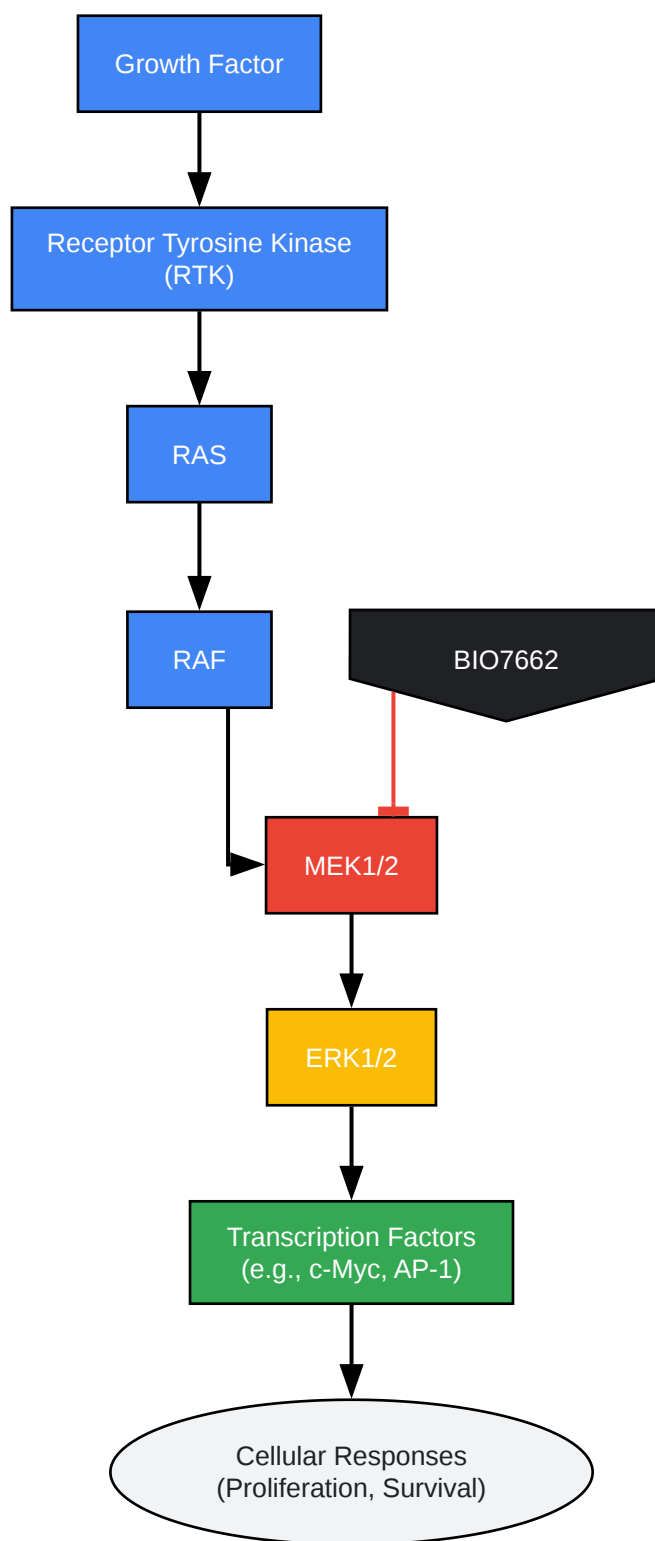 Growth Factor
Receptor Tyrosine Kinase
(RTK)
RAS
RAF
BIO7662
MEK1/2
ERK1/2
Transcription Factors
(e.g., c-Myc, AP-1)
Cellular Responses
(Proliferation, Survival)